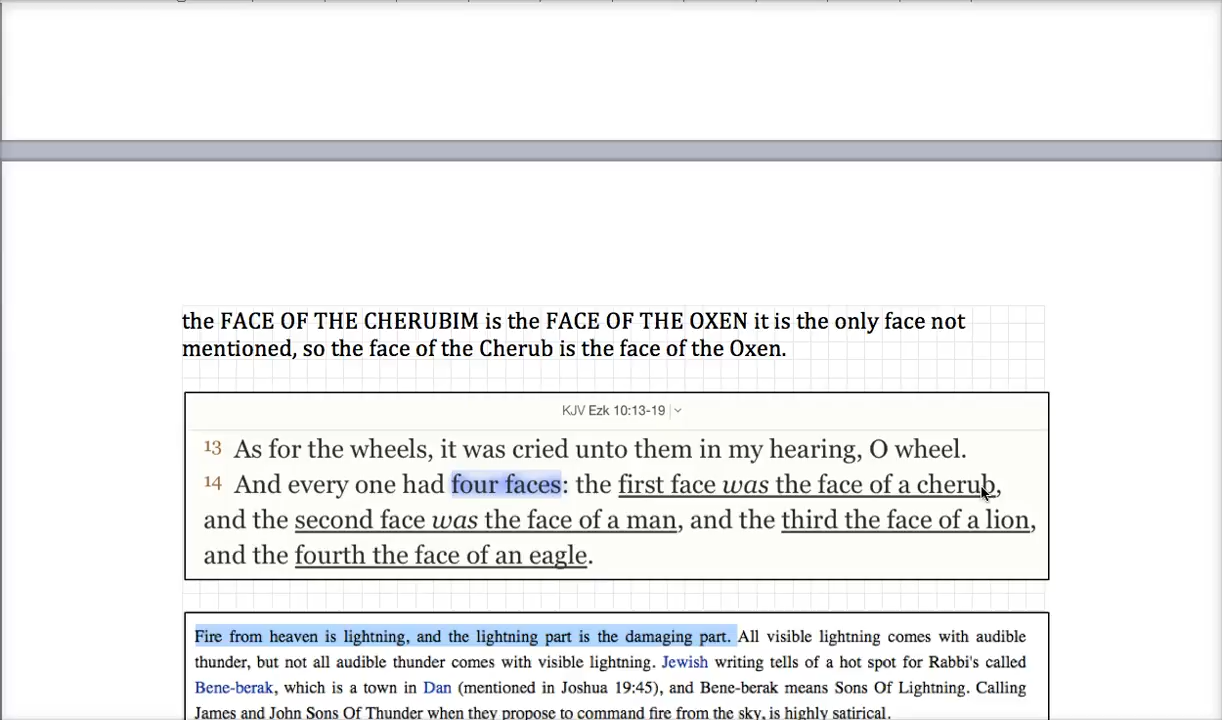 the FACE OF THE CHERUBIM is the FACE OF THE OXEN it is the only face not
mentioned, so the face of the Cherub is the face of the Oxen.
KJV Ezk 10:13-19
13 As for the wheels, it was cried unto them in my hearing, O wheel.
14 And every one had four faces: the first face was the face of a cherub,
and the second face was the face of a man, and the third the face of a lion,
and the fourth the face of an eagle.
Fire from heaven is lightning, and the lightning part is the damaging part. All visible lightning comes with audible
thunder, but not all audible thunder comes with visible lightning. Jewish writing tells of a hot spot for Rabbi's called
Bene-berak, which is a town in Dan (mentioned in Joshua 19:45), and Bene-berak means Sons Of Lightning. Calling
James and John Sons Of Thunder when they propose to command fire from the sky, is highly satirical.